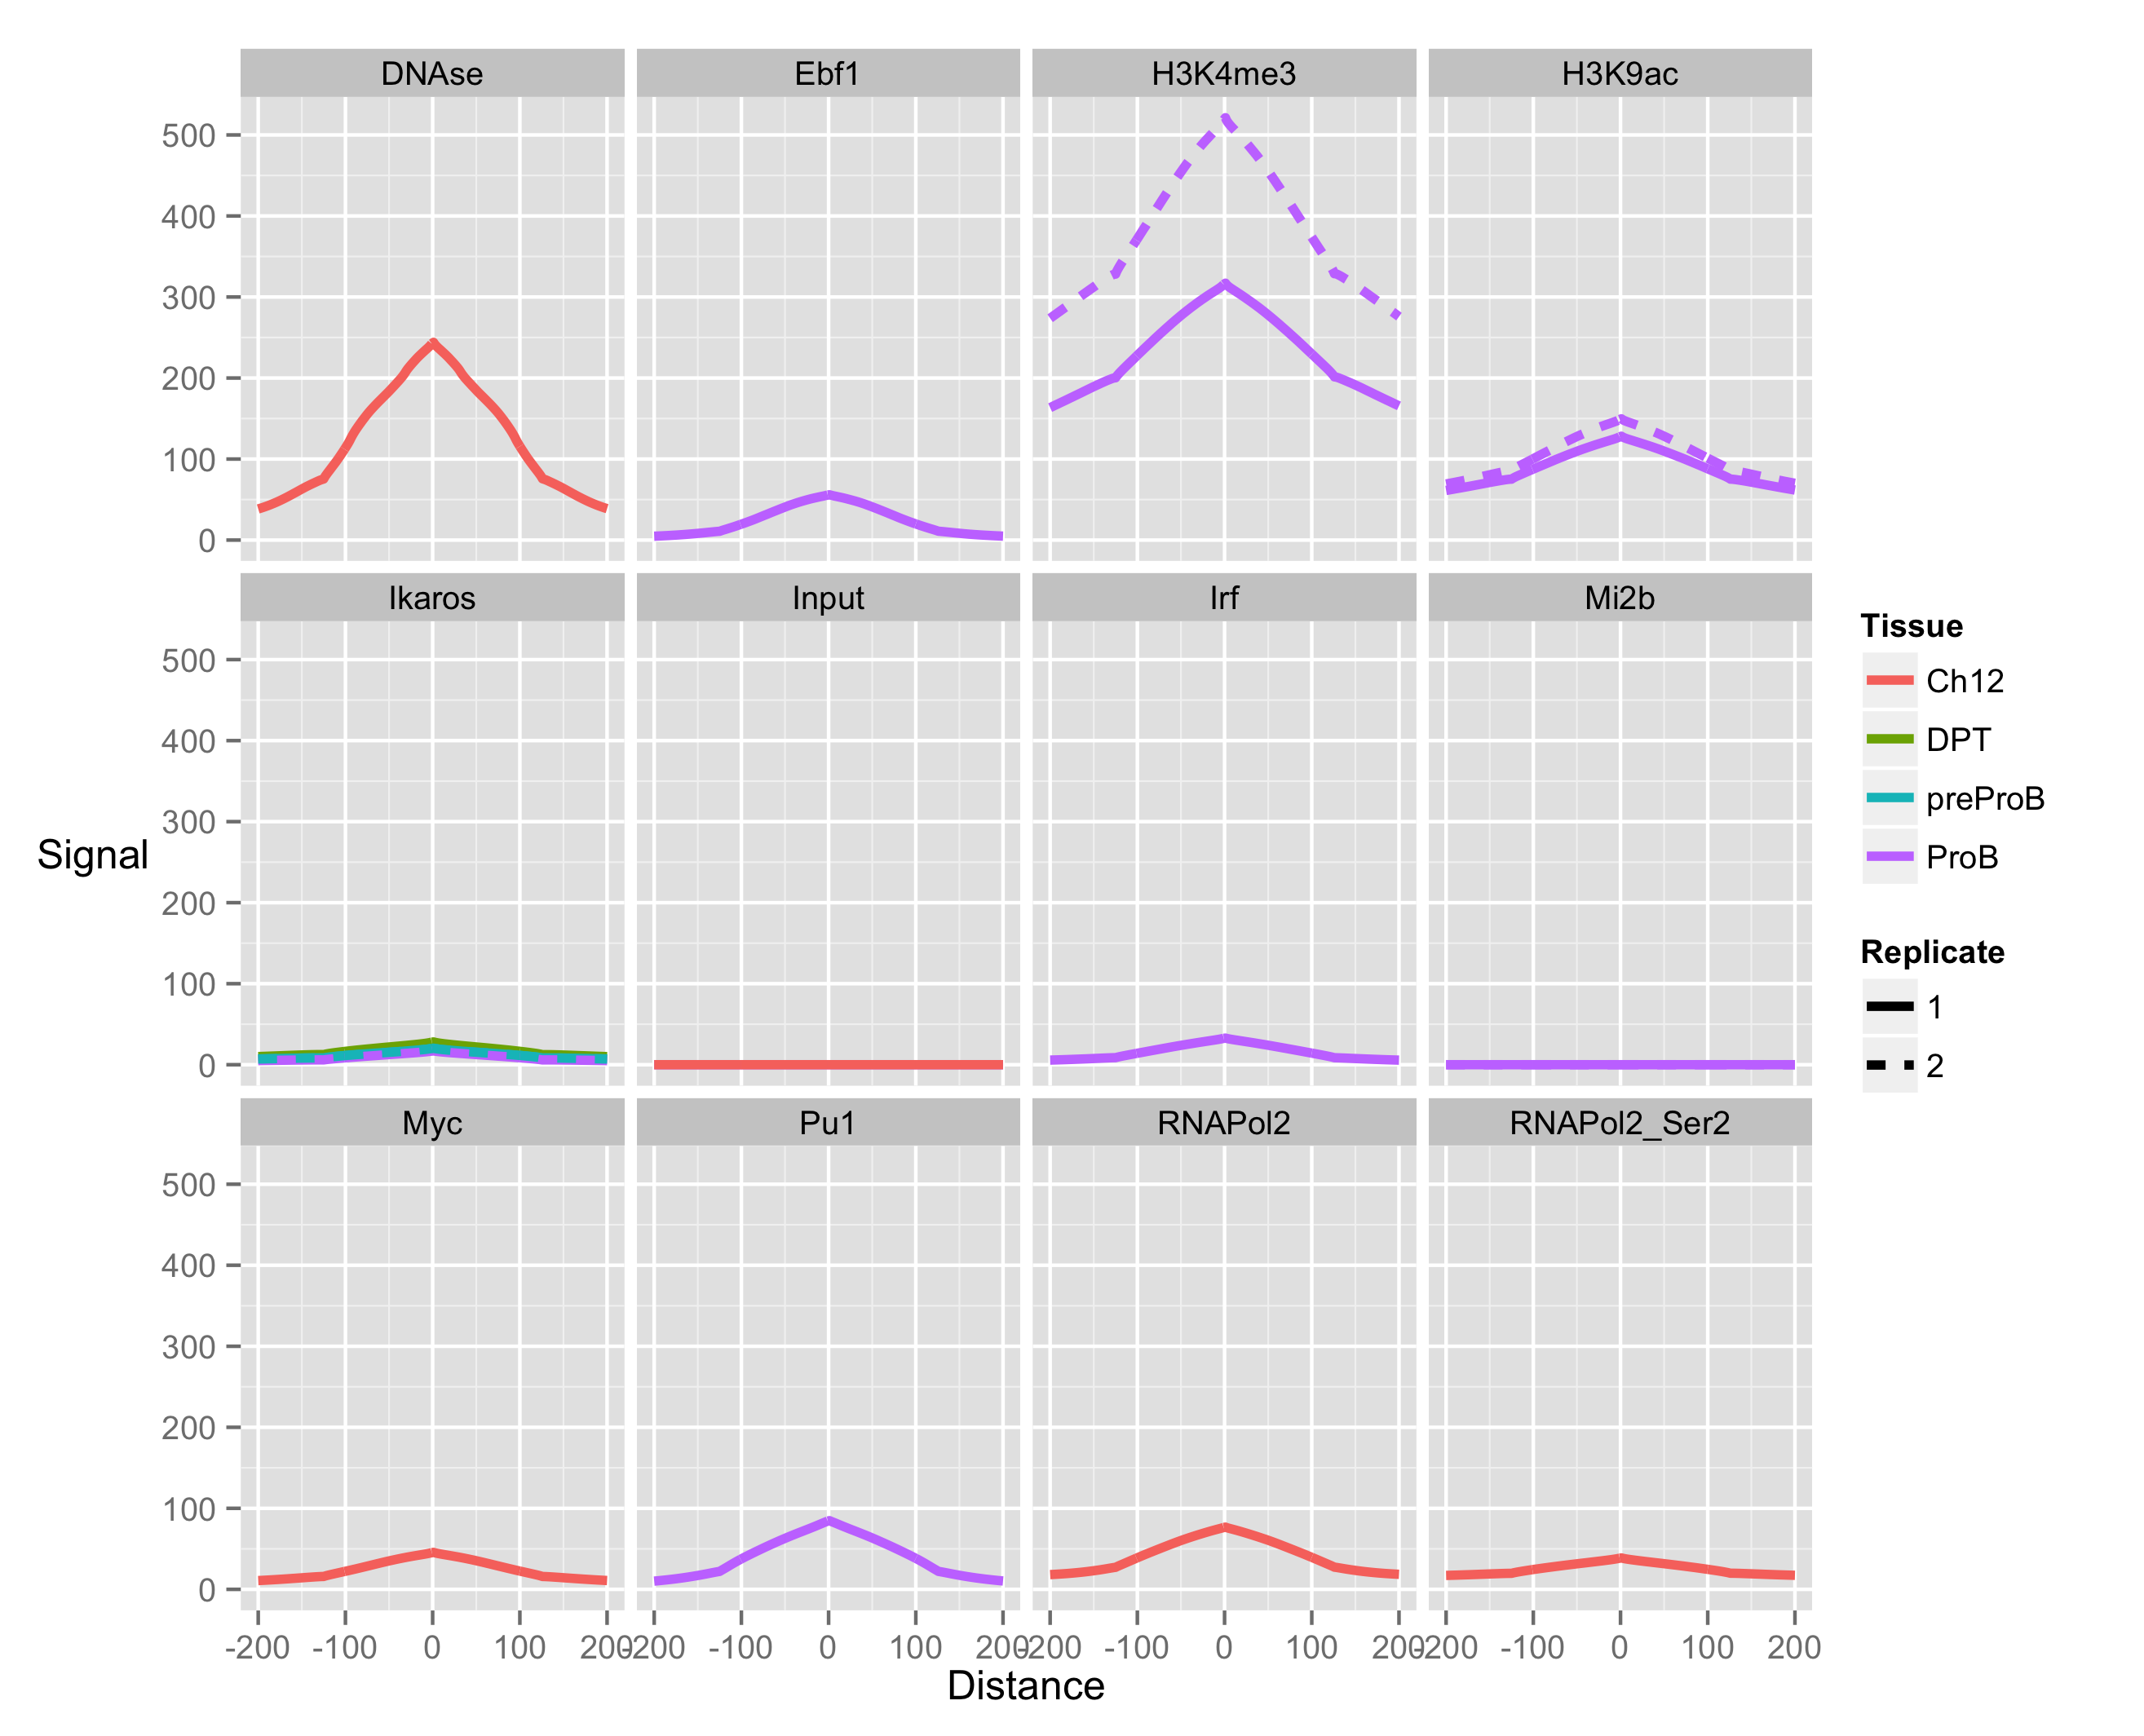 DNAse Ebf1 H3K4me3 H3K9ac
500
400
300
200
100
0
Ikaros Input Irf Mi2b
500
400
300
200
100
0
Myc Pu1 RNAPol2 RNAPol2_Ser2
500
400
300
200
100
0
-200 -100 0 100 200 -200 -100 0 100 200 -200 -100 0 100 200 -200 -100 0 100 200
Distance
Signal
Tissue
Ch12
DPT
preProB
ProB
Replicate
1
2